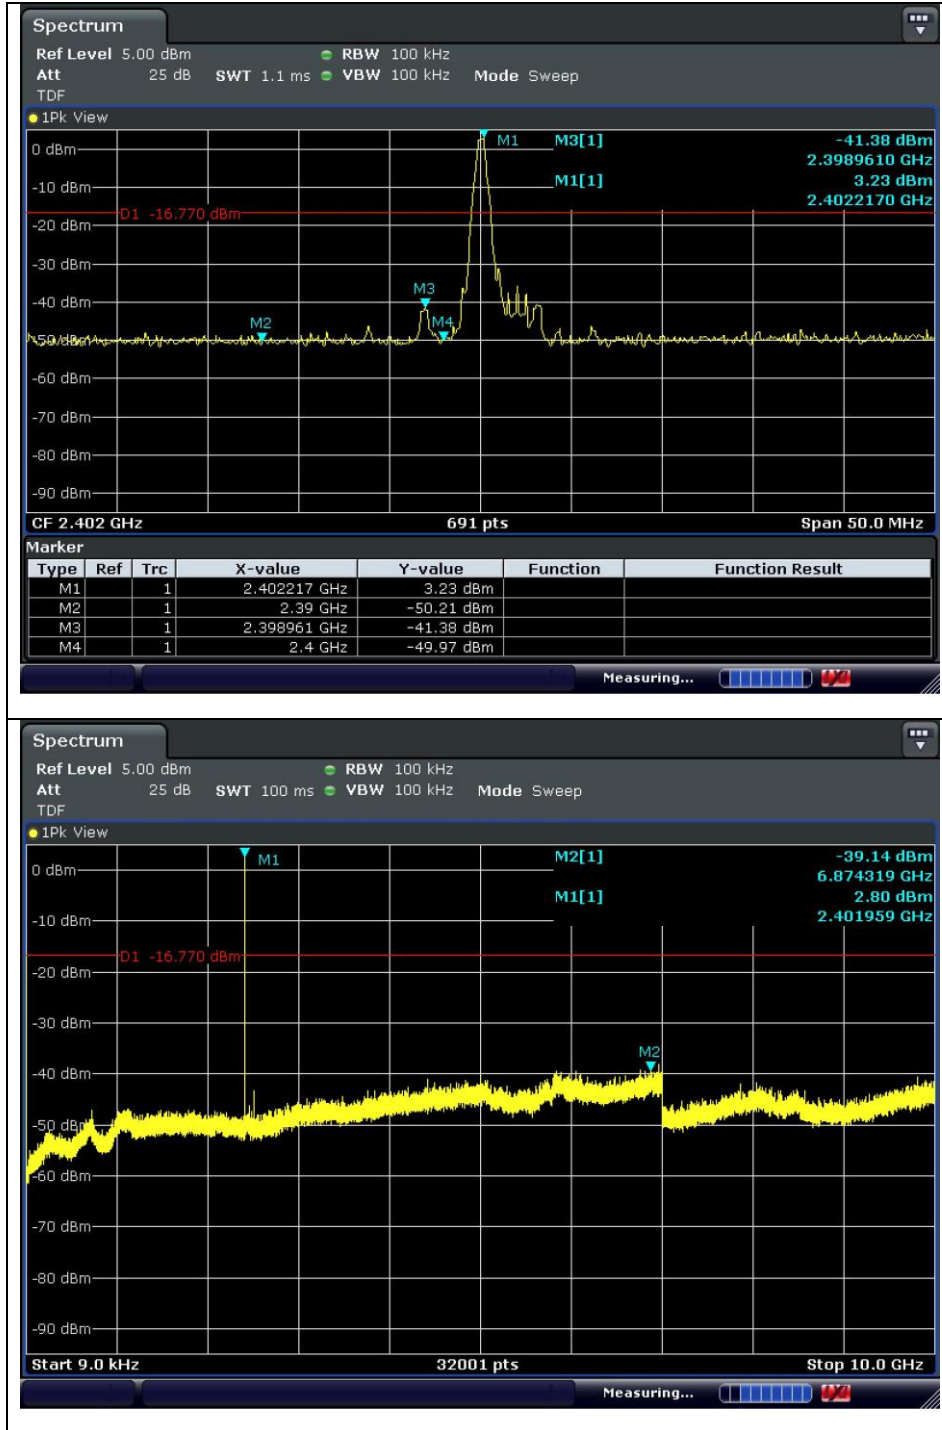 Spectrum
Ref Level 5.00 dBm RBW 100 kHz
Att 25 dB SWT 1.1 ms VBW 100 kHz Mode Sweep
TDF
1Pk View
M1 M3[1] -41.38 dBm
0 dBm
2.3989610 GHz
-10 dBm M1[1] 3.23 dBm
2.4022170 GHz
D1 -16.770 dBm
-20 dBm
-30 dBm
M3
-40 dBm
M2 M4
-50 dBm
-60 dBm
-70 dBm
-80 dBm
-90 dBm
CF 2.402 GHz 691 pts Span 50.0 MHz
Marker
Type Ref Trc X-value Y-value Function Function Result
M1 1 2.402217 GHz 3.23 dBm
M2 1 2.39 GHz -50.21 dBm
M3 1 2.398961 GHz -41.38 dBm
M4 1 2.4 GHz -49.97 dBm
Measuring...
Spectrum
Ref Level 5.00 dBm RBW 100 kHz
Att 25 dB SWT 100 ms VBW 100 kHz Mode Sweep
TDF
1Pk View
M1 M2[1] -39.14 dBm
0 dBm
6.874319 GHz
M1[1] 2.80 dBm
-10 dBm 2.401959 GHz
D1 -16.770 dBm
-20 dBm
-30 dBm
M2
-40 dBm
-50 dBm
-60 dBm
-70 dBm
-80 dBm
-90 dBm
Start 9.0 kHz 32001 pts Stop 10.0 GHz
Measuring...